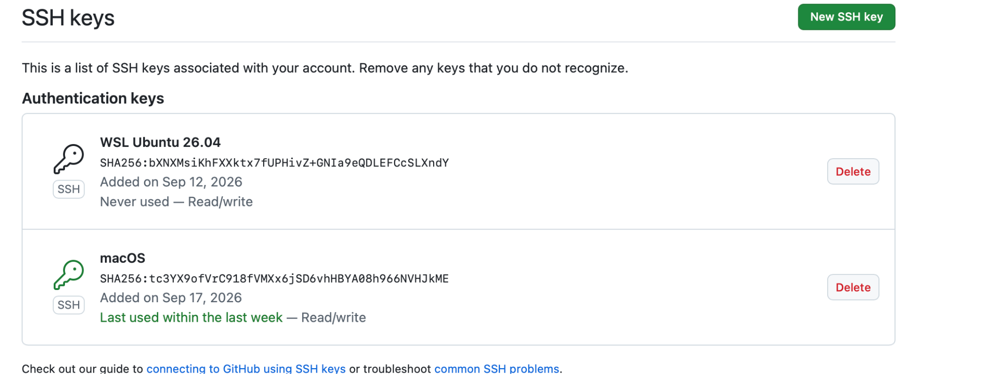 SSH keys
New SSH key
This is a list of SSH keys associated with your account. Remove any keys that you do not recognize.
Authentication keys
WSL Ubuntu 26.04
SHA256:bXNXMsiKhFXXktx7fUPHivZ+GNIa9eQDLEFCcSLXndY
Added on Sep 12, 2026
Never used — Read/write
SSH
Delete
macOS
SHA256:tc3YX9ofVrC918fVMXx6jSD6vhHBYA08h966NVHJkME
Added on Sep 17, 2026
Last used within the last week — Read/write
SSH
Delete
Check out our guide to connecting to GitHub using SSH keys or troubleshoot common SSH problems.